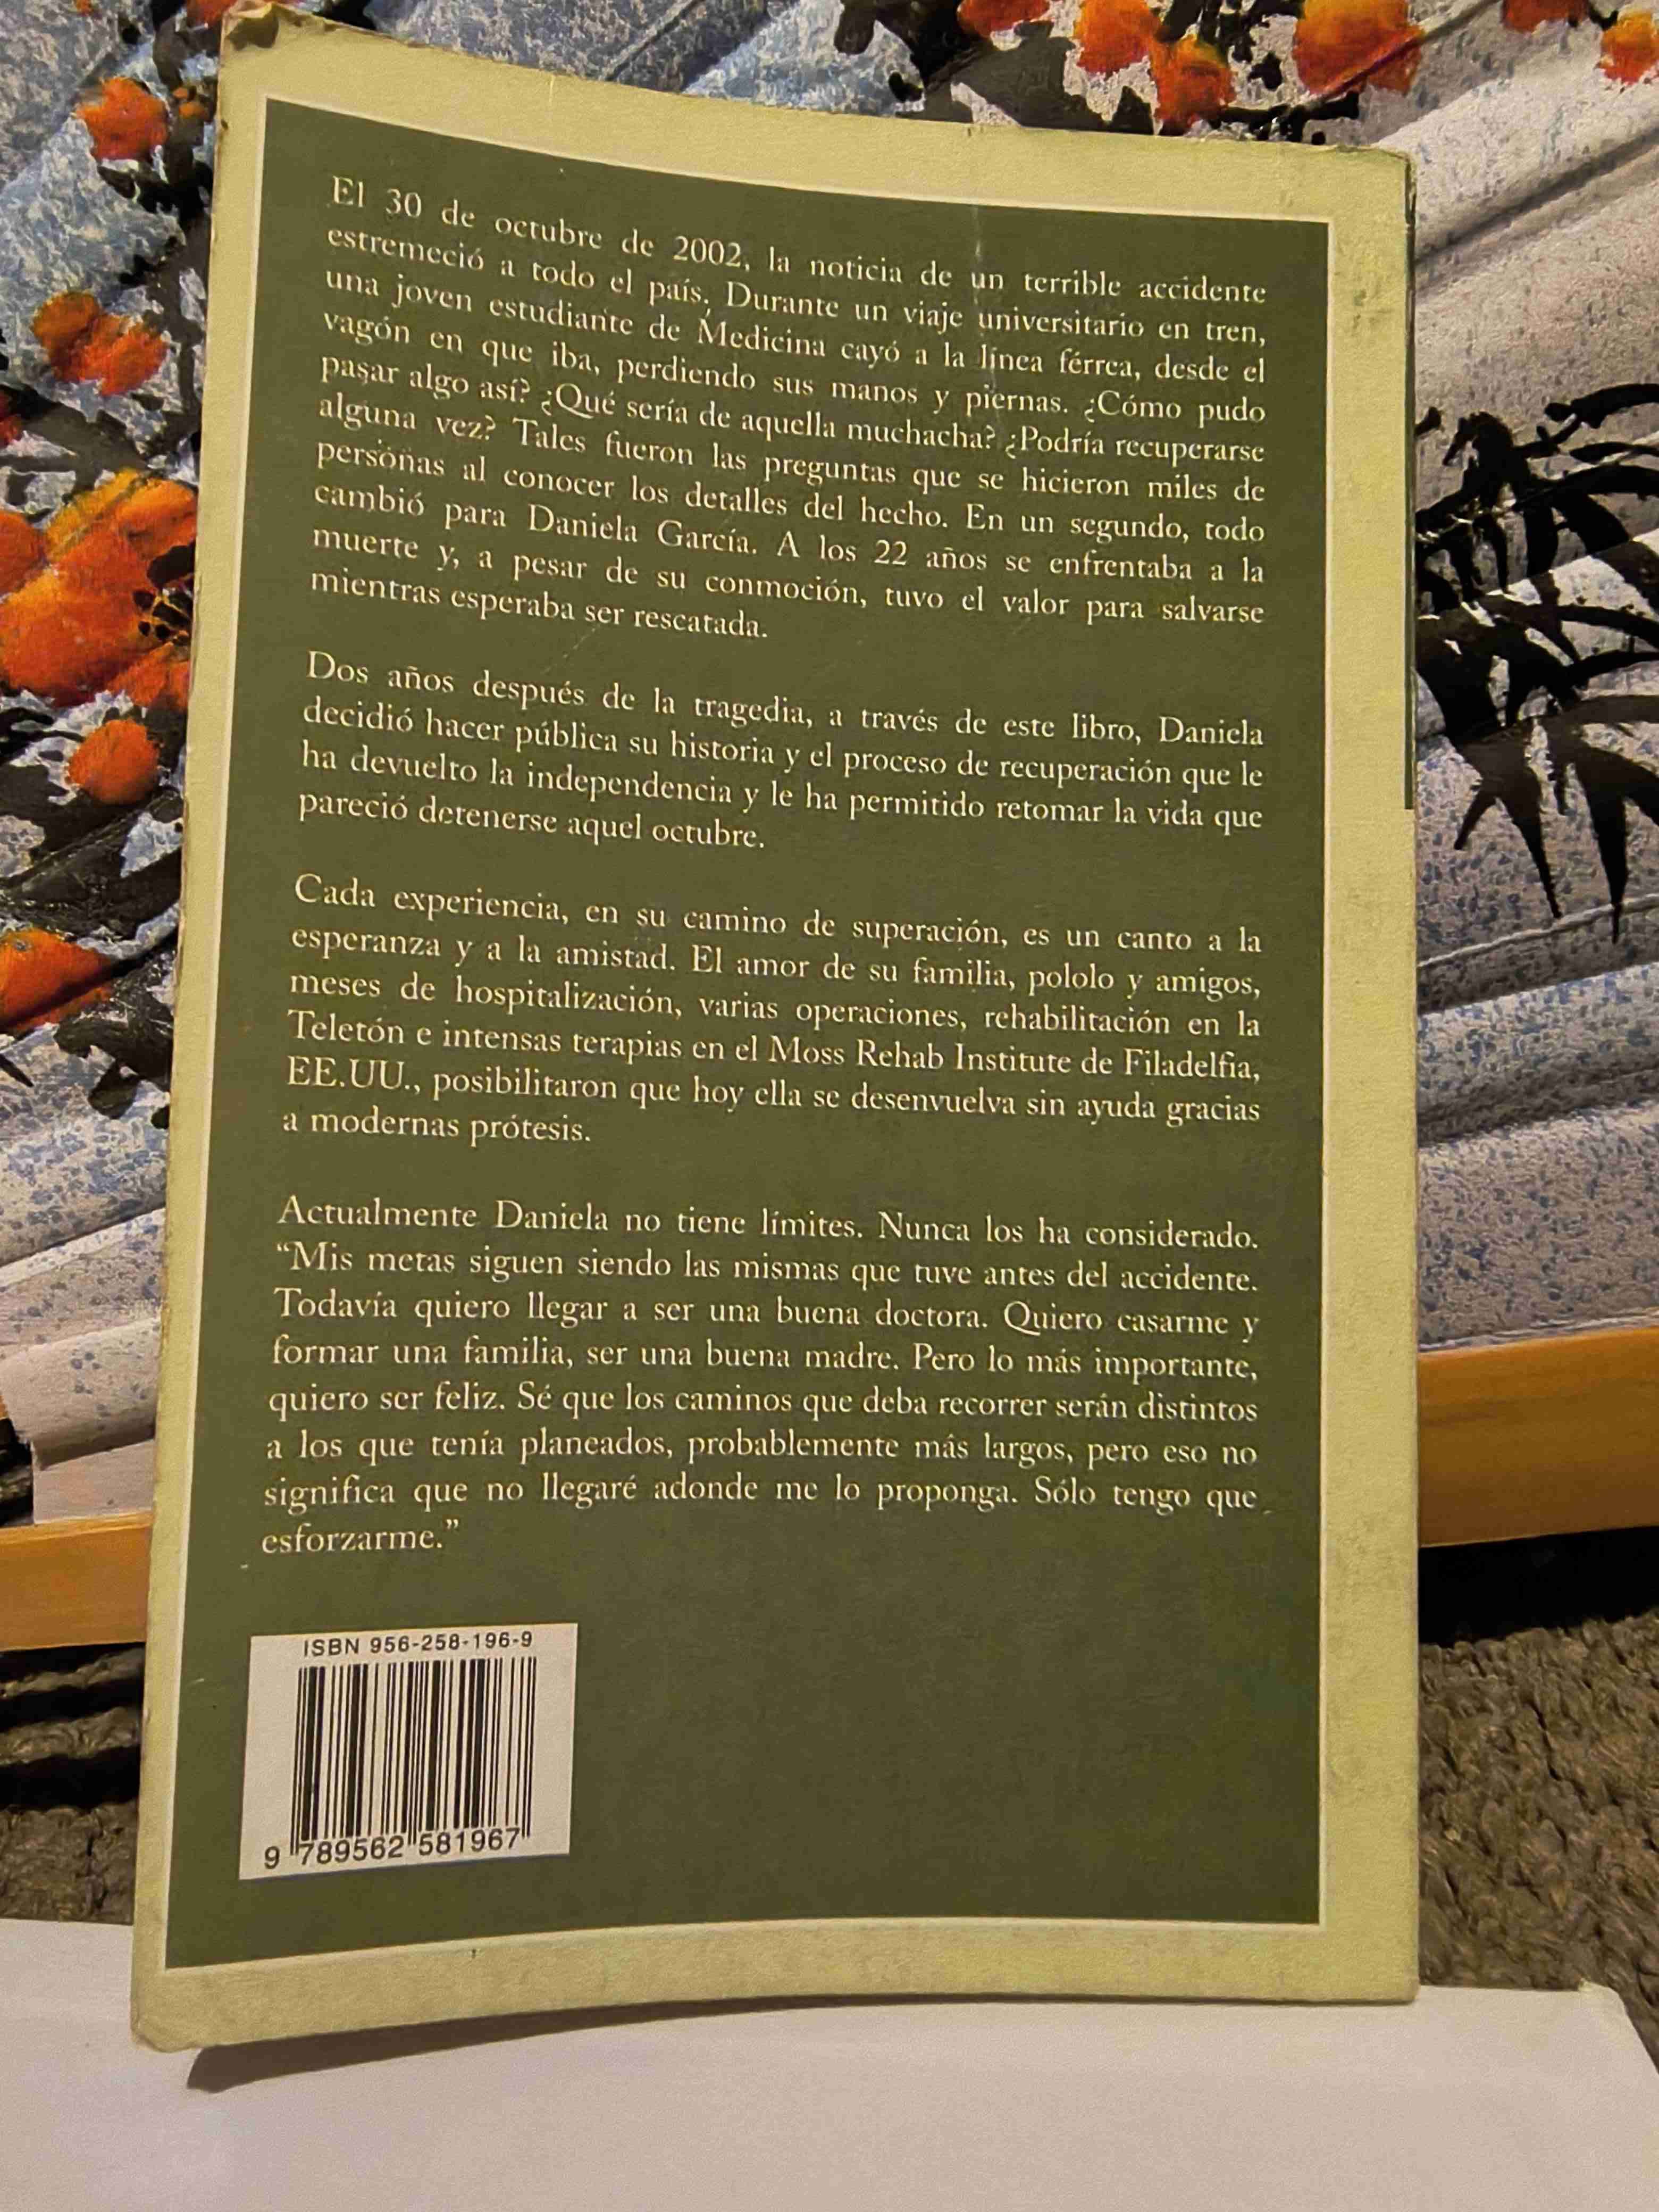 El 30 de octubre de 2002, la noticia de un terrible accidente
estremeció a todo el país. Durante un viaje universitario en tren,
una joven estudiante de Medicina cayó a la línea férrea, desde el
vagón en que iba, perdiendo sus manos y piernas. ¿Cómo pudo
pasar algo así? ¿Qué sería de aquella muchacha? ¿Podría recuperarse
alguna vez? Tales fueron las preguntas que se hicieron miles de
personas al conocer los detalles del hecho. En un segundo, todo
cambió para Daniela García. A los 22 años se enfrentaba a la
muerte y, a pesar de su conmoción, tuvo el valor para salvarse
mientras esperaba ser rescatada.
Dos años después de la tragedia, a través de este libro, Daniela
decidió hacer pública su historia y el proceso de recuperación que le
ha devuelto la independencia y le ha permitido retomar la vida que
pareció detenerse aquel octubre.
Cada experiencia, en su camino de superación, es un canto a la
esperanza y a la amistad. El amor de su familia, pololo y amigos,
meses de hospitalización, varias operaciones, rehabilitación en la
Teletón e intensas terapias en el Moss Rehab Institute de Filadelfia,
EE.UU., posibilitaron que hoy ella se desenvuelva sin ayuda gracias
a modernas prótesis.
Actualmente Daniela no tiene límites. Nunca los ha considerado.
“Mis metas siguen siendo las mismas que tuve antes del accidente.
Todavía quiero llegar a ser una buena doctora. Quiero casarme y
formar una familia, ser una buena madre. Pero lo más importante,
quiero ser feliz. Sé que los caminos que deba recorrer serán distintos
a los que tenía planeados, probablemente más largos, pero eso no
significa que no llegaré adonde me lo proponga. Sólo tengo que
esforzarme.”
ISBN 956-258-196-9
9 789562 581967